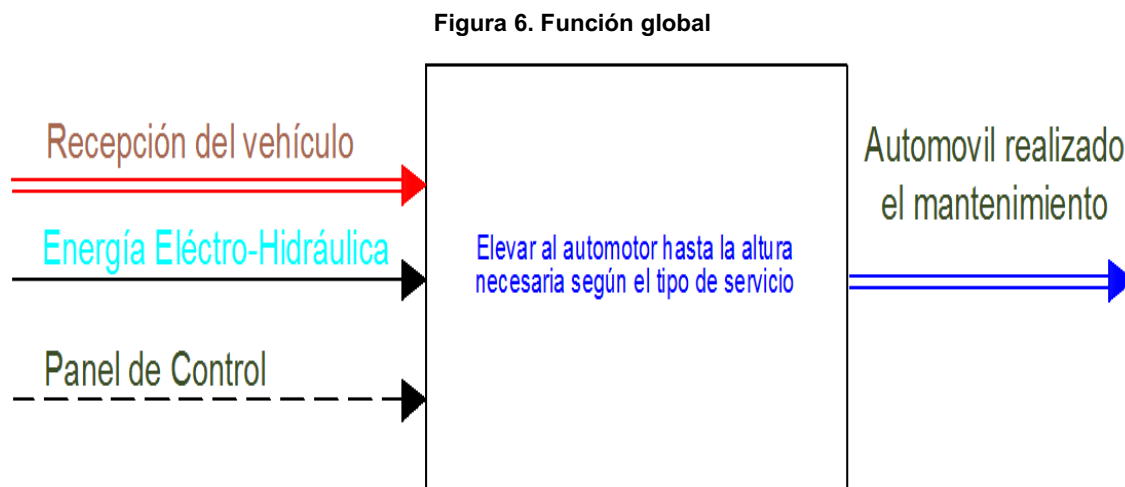 Figura 6. Función global
Recepción del vehículo
Energía Eléctro-Hidráulica
Panel de Control
Elevar al automotor hasta la altura
necesaria según el tipo de servicio
Automovil realizado
el mantenimiento